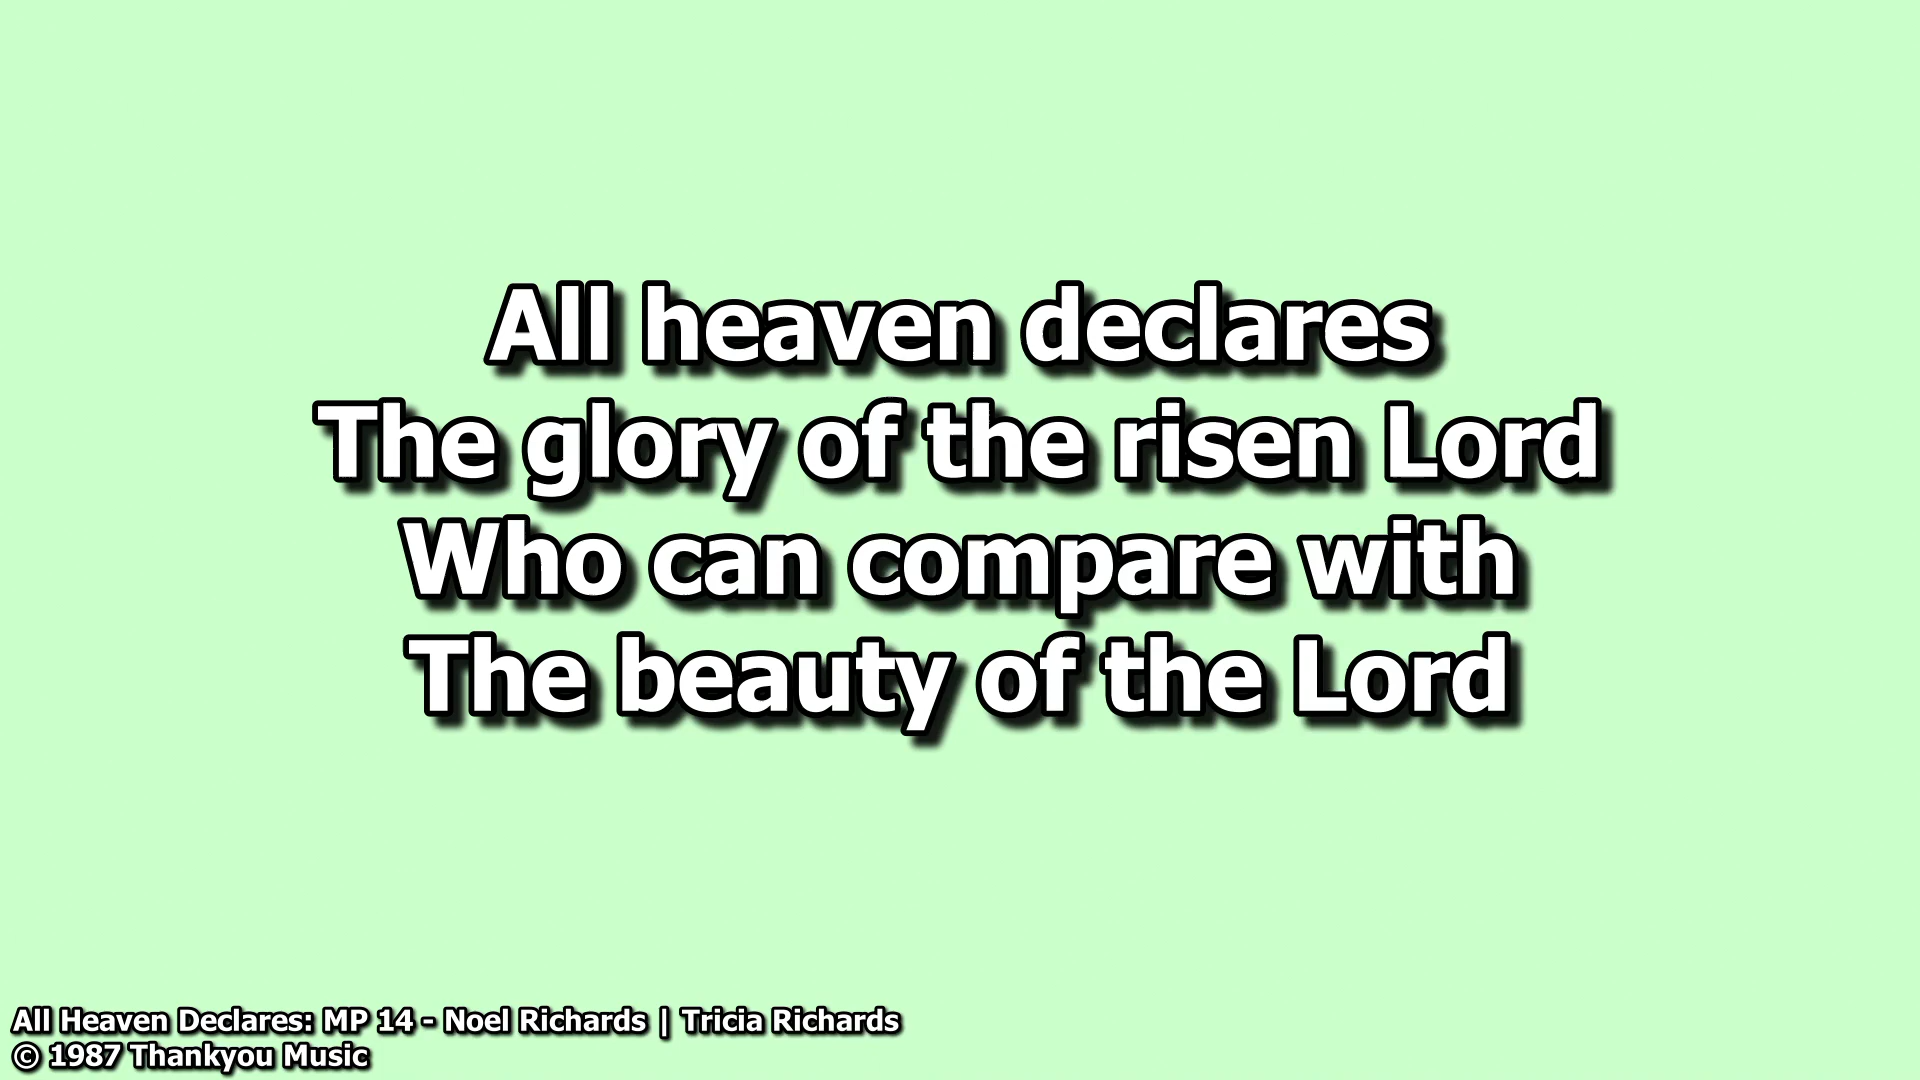 All heaven declares
The glory of the risen Lord
Who can compare with
The beauty of the Lord
All Heaven Declares: MP 14 - Noel Richards | Tricia Richards
© 1987 Thankyou Music